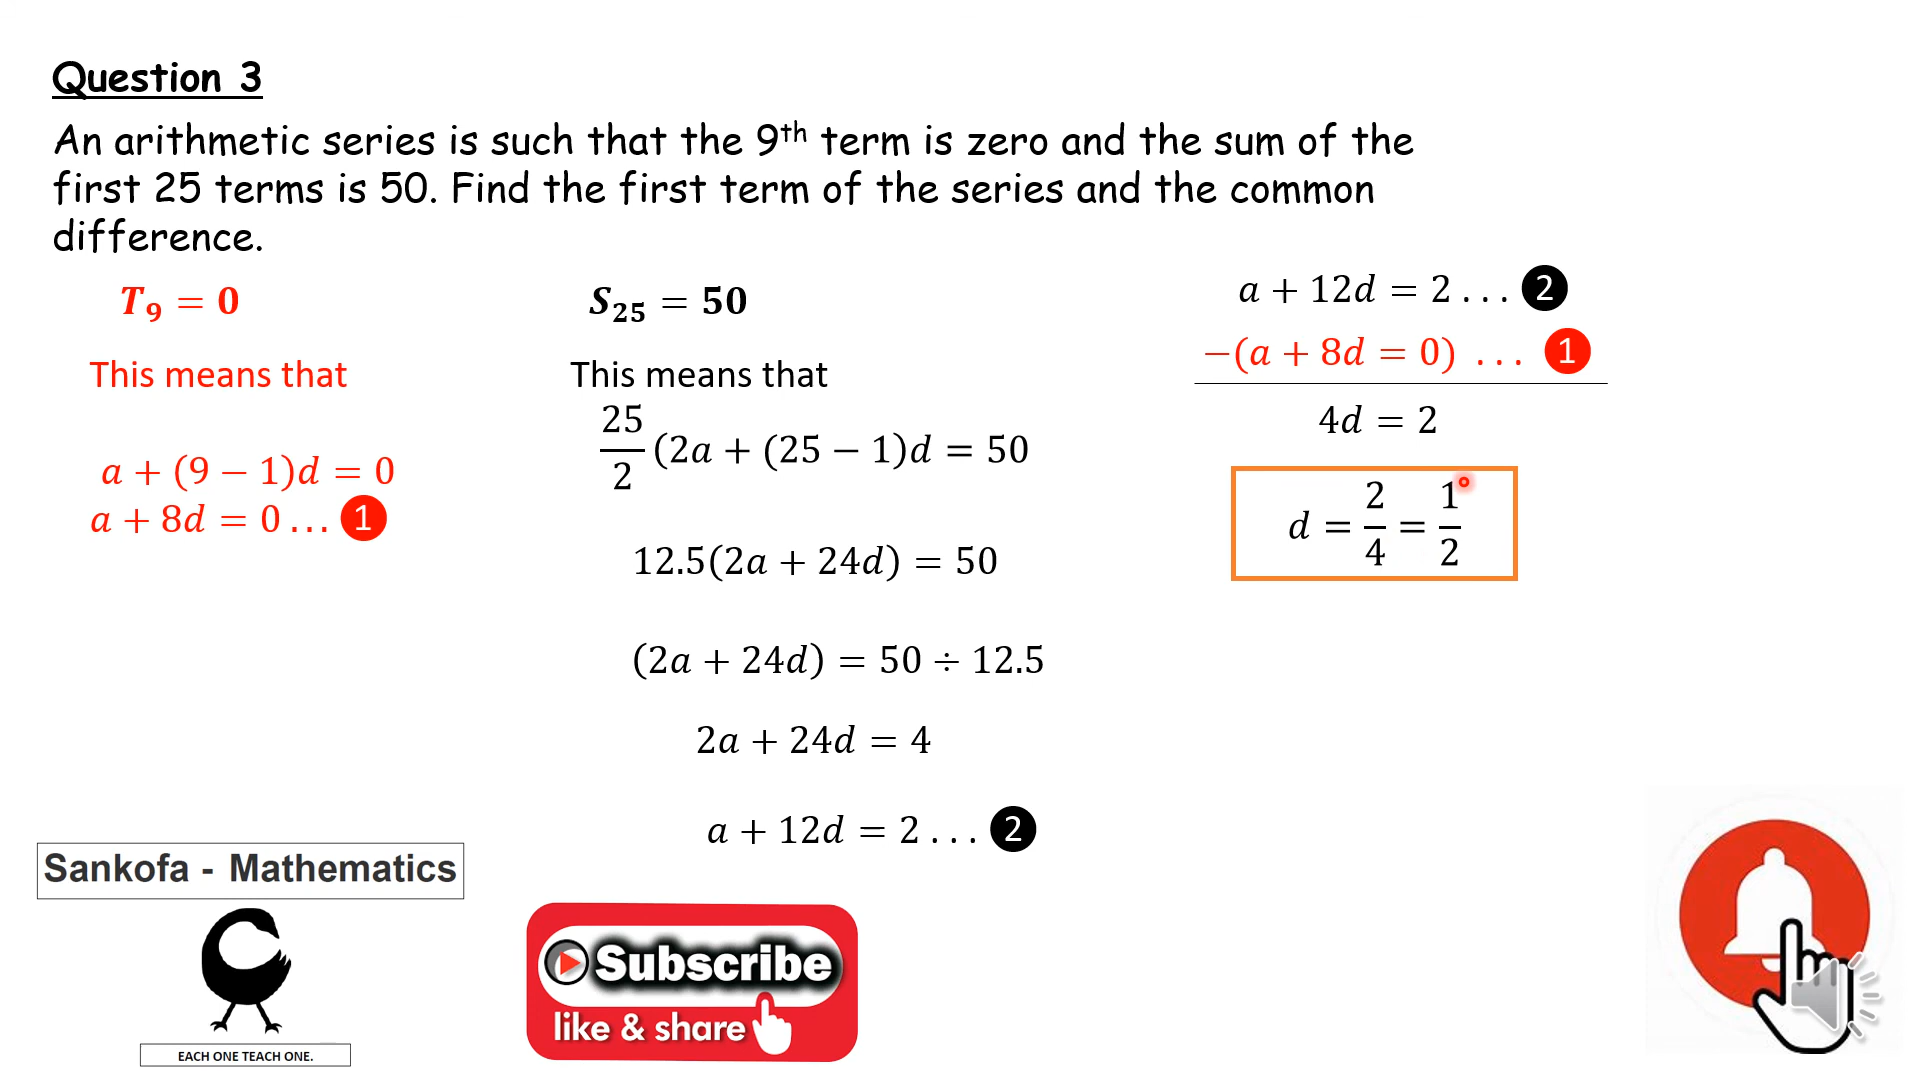 Question 3
An arithmetic series is such that the 9th term is zero and the sum of the
first 25 terms is 50. Find the first term of the series and the common
difference.
T₉ = 0
This means that
a + (9 − 1)d = 0
a + 8d = 0 ... 1
S₂₅ = 50
This means that
25/2 (2a + (25 − 1)d = 50
12.5(2a + 24d) = 50
(2a + 24d) = 50 ÷ 12.5
2a + 24d = 4
a + 12d = 2 ... 2
a + 12d = 2 ... 2
−(a + 8d = 0) ... 1
4d = 2
d = 2/4 = 1/2
Sankofa - Mathematics
EACH ONE TEACH ONE.
Subscribe
like & share